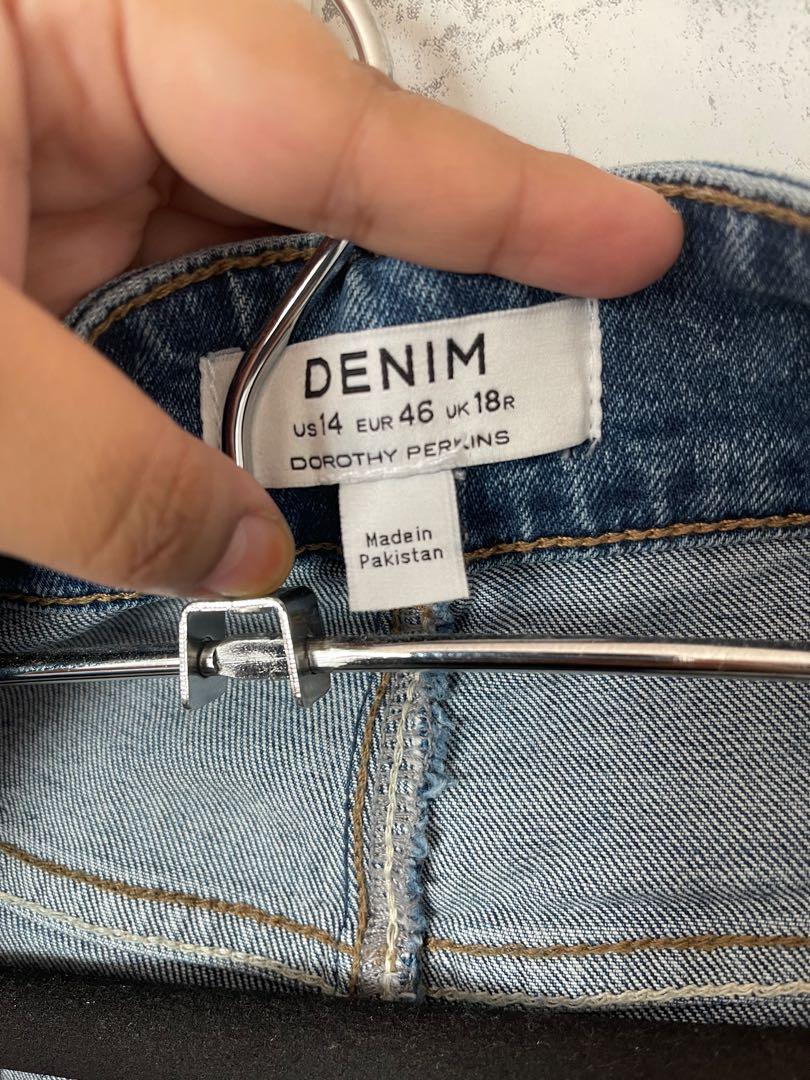 DENIM
US14 EUR 46 UK 18R
DOROTHY PERKINS
Made in
Pakistan